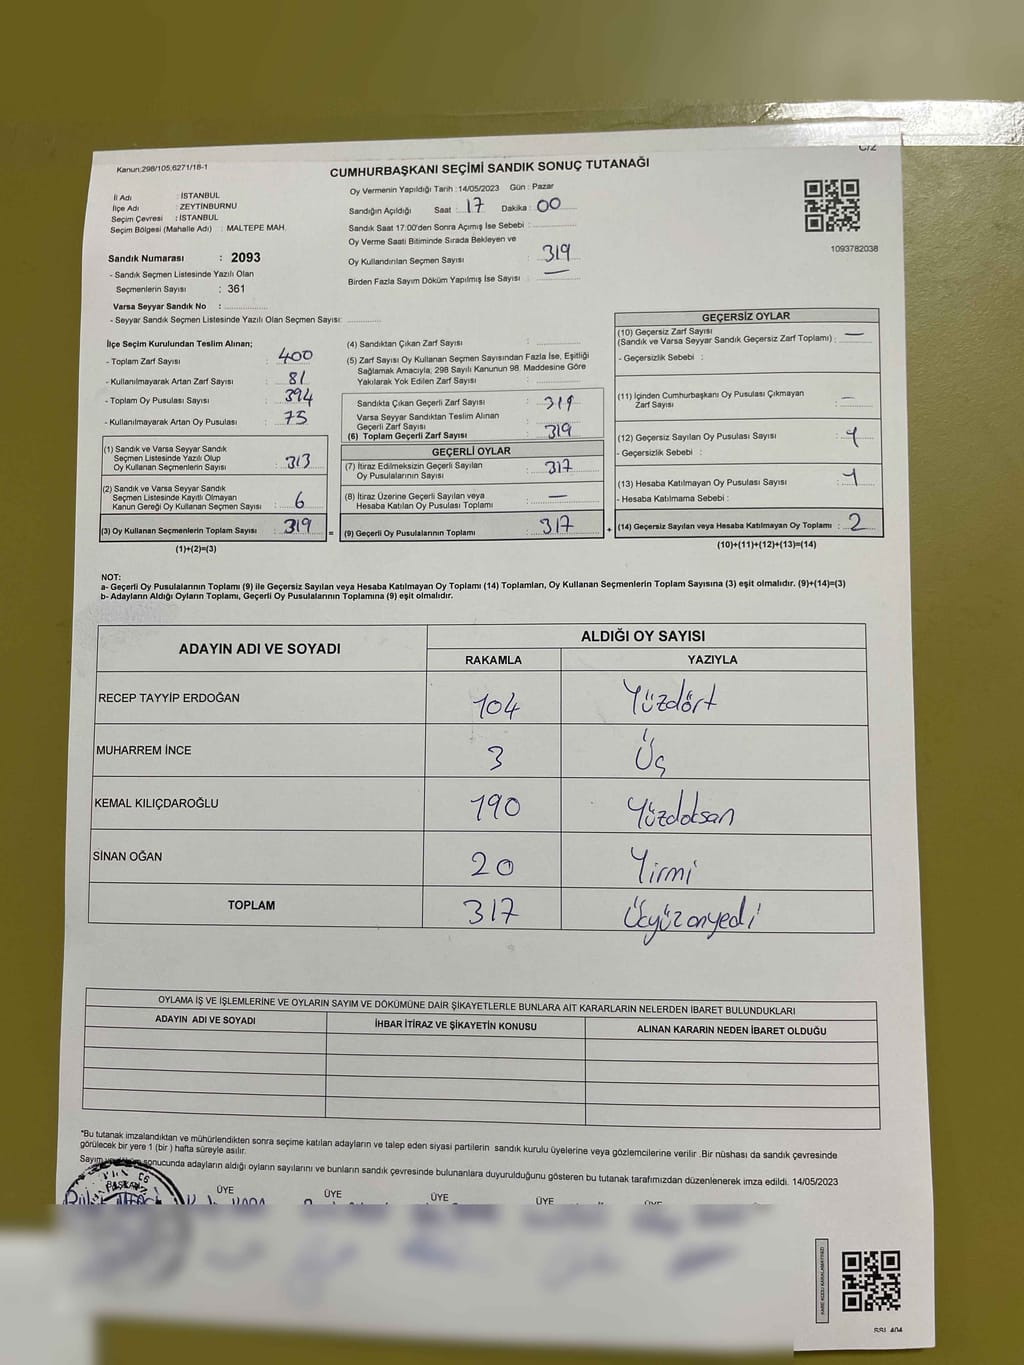 C/2
Kanun:298/105,6271/18-1
CUMHURBAŞKANI SEÇİMİ SANDIK SONUÇ TUTANAĞI
İl Adı : İSTANBUL
İlçe Adı : ZEYTİNBURNU
Seçim Çevresi : İSTANBUL
Seçim Bölgesi (Mahalle Adı) : MALTEPE MAH.
Sandık Numarası : 2093
- Sandık Seçmen Listesinde Yazılı Olan
Seçmenlerin Sayısı : 361
Varsa Seyyar Sandık No :
- Seyyar Sandık Seçmen Listesinde Yazılı Olan Seçmen Sayısı:
Oy Vermenin Yapıldığı Tarih :14/05/2023 Gün : Pazar
Sandığın Açıldığı Saat : 17 Dakika : 00
Sandık Saat 17:00'den Sonra Açımış İse Sebebi :
Oy Verme Saati Bitiminde Sırada Bekleyen ve
Oy Kullandırılan Seçmen Sayısı : 319
Birden Fazla Sayım Döküm Yapılmış İse Sayısı : —
1093782038
İlçe Seçim Kurulundan Teslim Alınan;
- Toplam Zarf Sayısı : 400
- Kullanılmayarak Artan Zarf Sayısı : 81
- Toplam Oy Pusulası Sayısı : 394
- Kullanılmayarak Artan Oy Pusulası : 75
(1) Sandık ve Varsa Seyyar Sandık
Seçmen Listesinde Yazılı Olup
Oy Kullanan Seçmenlerin Sayısı : 313
(2) Sandık ve Varsa Seyyar Sandık
Seçmen Listesinde Kayıtlı Olmayan
Kanun Gereği Oy Kullanan Seçmen Sayısı : 6
(3) Oy Kullanan Seçmenlerin Toplam Sayısı : 319
(1)+(2)=(3)
(4) Sandıktan Çıkan Zarf Sayısı :
(5) Zarf Sayısı Oy Kullanan Seçmen Sayısından Fazla İse, Eşitliği
Sağlamak Amacıyla; 298 Sayılı Kanunun 98. Maddesine Göre
Yakılarak Yok Edilen Zarf Sayısı :
Sandıkta Çıkan Geçerli Zarf Sayısı : 319
Varsa Seyyar Sandıktan Teslim Alınan
Geçerli Zarf Sayısı :
(6) Toplam Geçerli Zarf Sayısı : 319
GEÇERLİ OYLAR
(7) İtiraz Edilmeksizin Geçerli Sayılan
Oy Pusulalarının Sayısı : 317
(8) İtiraz Üzerine Geçerli Sayılan veya
Hesaba Katılan Oy Pusulası Toplamı : —
= (9) Geçerli Oy Pusulalarının Toplamı : 317
GEÇERSİZ OYLAR
(10) Geçersiz Zarf Sayısı
(Sandık ve Varsa Seyyar Sandık Geçersiz Zarf Toplamı) : —
- Geçersizlik Sebebi :
(11) İçinden Cumhurbaşkanı Oy Pusulası Çıkmayan
Zarf Sayısı : —
(12) Geçersiz Sayılan Oy Pusulası Sayısı : 1
- Geçersizlik Sebebi :
(13) Hesaba Katılmayan Oy Pusulası Sayısı : 1
- Hesaba Katılmama Sebebi :
+ (14) Geçersiz Sayılan veya Hesaba Katılmayan Oy Toplamı : 2
(10)+(11)+(12)+(13)=(14)
NOT:
a- Geçerli Oy Pusulalarının Toplamı (9) ile Geçersiz Sayılan veya Hesaba Katılmayan Oy Toplamı (14) Toplamları, Oy Kullanan Seçmenlerin Toplam Sayısına (3) eşit olmalıdır. (9)+(14)=(3)
b- Adayların Aldığı Oyların Toplamı, Geçerli Oy Pusulalarının Toplamına (9) eşit olmalıdır.
ADAYIN ADI VE SOYADI ALDIĞI OY SAYISI
RAKAMLA YAZIYLA
RECEP TAYYİP ERDOĞAN 104 Yüzdört
MUHARREM İNCE 3 Üç
KEMAL KILIÇDAROĞLU 190 Yüzdoksan
SİNAN OĞAN 20 Yirmi
TOPLAM 317 Üçyüzonyedi
OYLAMA İŞ VE İŞLEMLERİNE VE OYLARIN SAYIM VE DÖKÜMÜNE DAİR ŞİKAYETLERLE BUNLARA AİT KARARLARIN NELERDEN İBARET BULUNDUKLARI
ADAYIN ADI VE SOYADI İHBAR İTİRAZ VE ŞİKAYETİN KONUSU ALINAN KARARIN NEDEN İBARET OLDUĞU
*Bu tutanak imzalandıktan ve mühürlendikten sonra seçime katılan adayların ve talep eden siyasi partilerin sandık kurulu üyelerine veya gözlemcilerine verilir .Bir nüshası da sandık çevresinde
görülecek bir yere 1 (bir ) hafta süreyle asılır.
Sayım sonucunda adayların aldığı oyların sayılarını ve bunların sandık çevresinde bulunanlara duyurulduğunu gösteren bu tutanak tarafımızdan düzenlenerek imza edildi. 14/05/2023
ÜYE ÜYE ÜYE ÜYE ÜYE